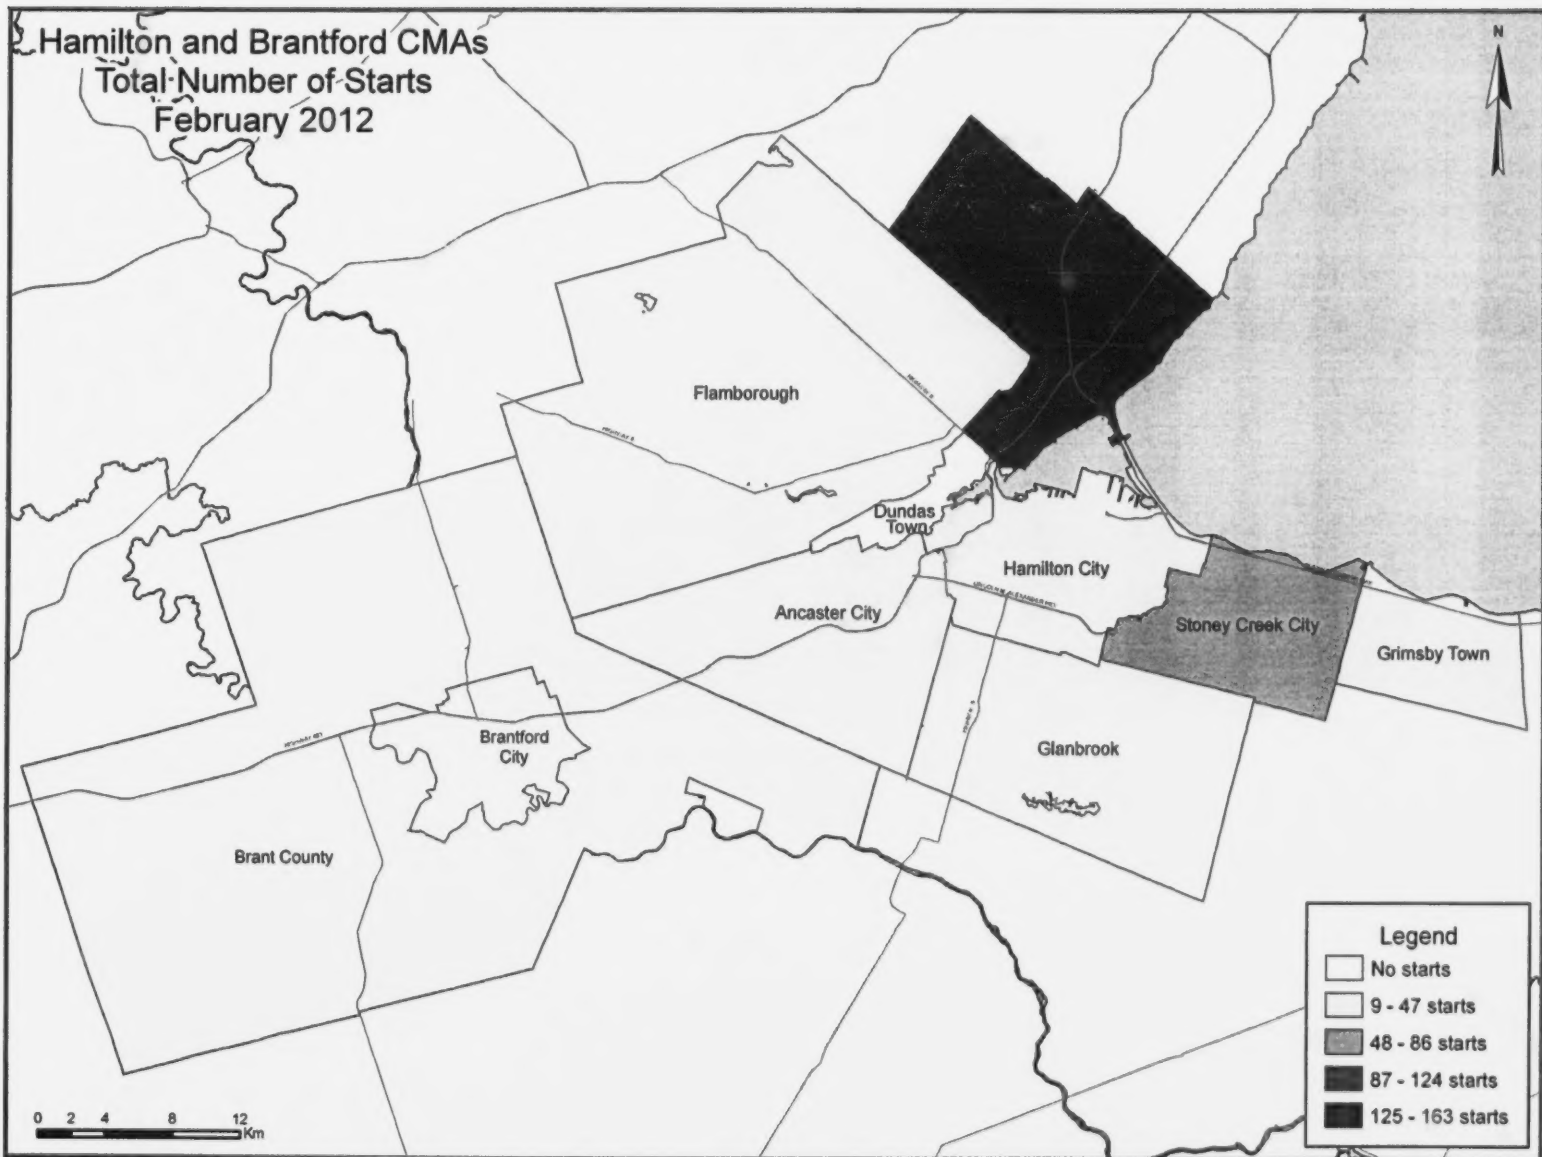 Hamilton and Brantford CMAs
Total Number of Starts
February 2012
N
Flamborough
Dundas
Town
Hamilton City
Ancaster City
Stoney Creek City
Grimsby Town
Brantford
City
Glanbrook
Brant County
Legend
No starts
9 - 47 starts
48 - 86 starts
87 - 124 starts
125 - 163 starts
0 2 4 8 12
Km